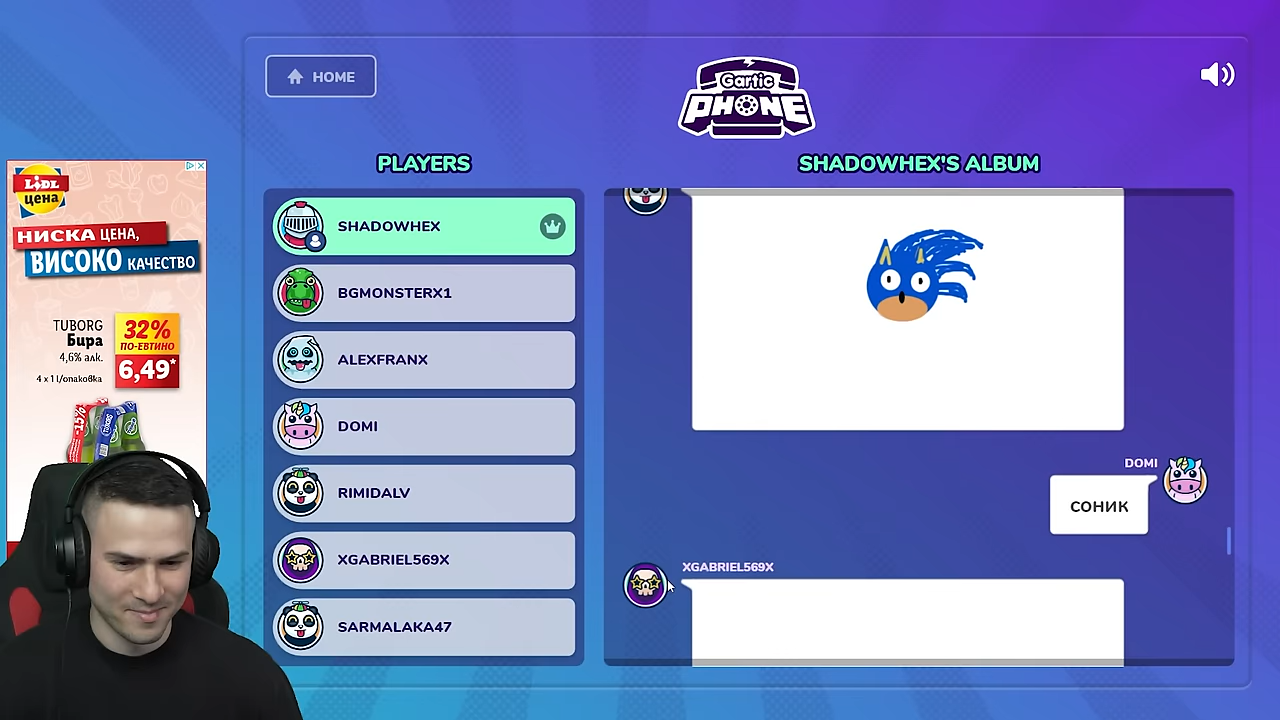 HOME
Gartic
PHONE
PLAYERS
SHADOWHEX'S ALBUM
SHADOWHEX
BGMONSTERX1
ALEXFRANX
DOMI
RIMIDALV
XGABRIEL569X
SARMALAKA47
DOMI
СОНИК
XGABRIEL569X
LIDL
цена
НИСКА ЦЕНА,
ВИСОКО КАЧЕСТВО
TUBORG
Бира
4,6% алк.
4 x 1 l/опаковка
32%
ПО-ЕВТИНО
6,49*